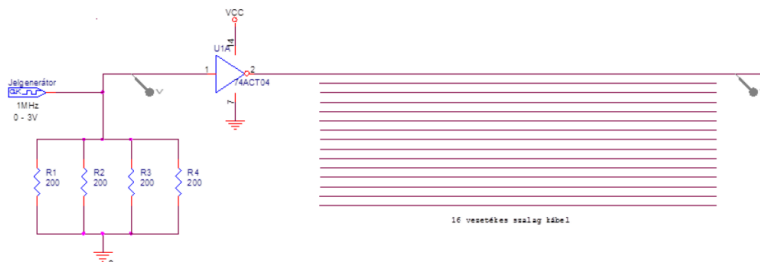 VCC
U1A
14
1
2
74ACT04
7
Jelgenerátor
CLK
1MHz
0 - 3V
V
R1
200
R2
200
R3
200
R4
200
16 vezetékes szalag kábel